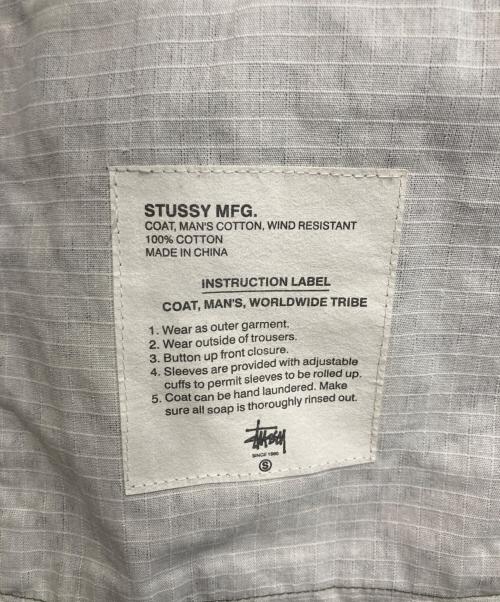 STUSSY MFG.
COAT, MAN'S COTTON, WIND RESISTANT
100% COTTON
MADE IN CHINA
INSTRUCTION LABEL
COAT, MAN'S, WORLDWIDE TRIBE
1. Wear as outer garment.
2. Wear outside of trousers.
3. Button up front closure.
4. Sleeves are provided with adjustable
cuffs to permit sleeves to be rolled up.
5. Coat can be hand laundered. Make
sure all soap is thoroughly rinsed out.
Stüssy
SINCE 1980
S